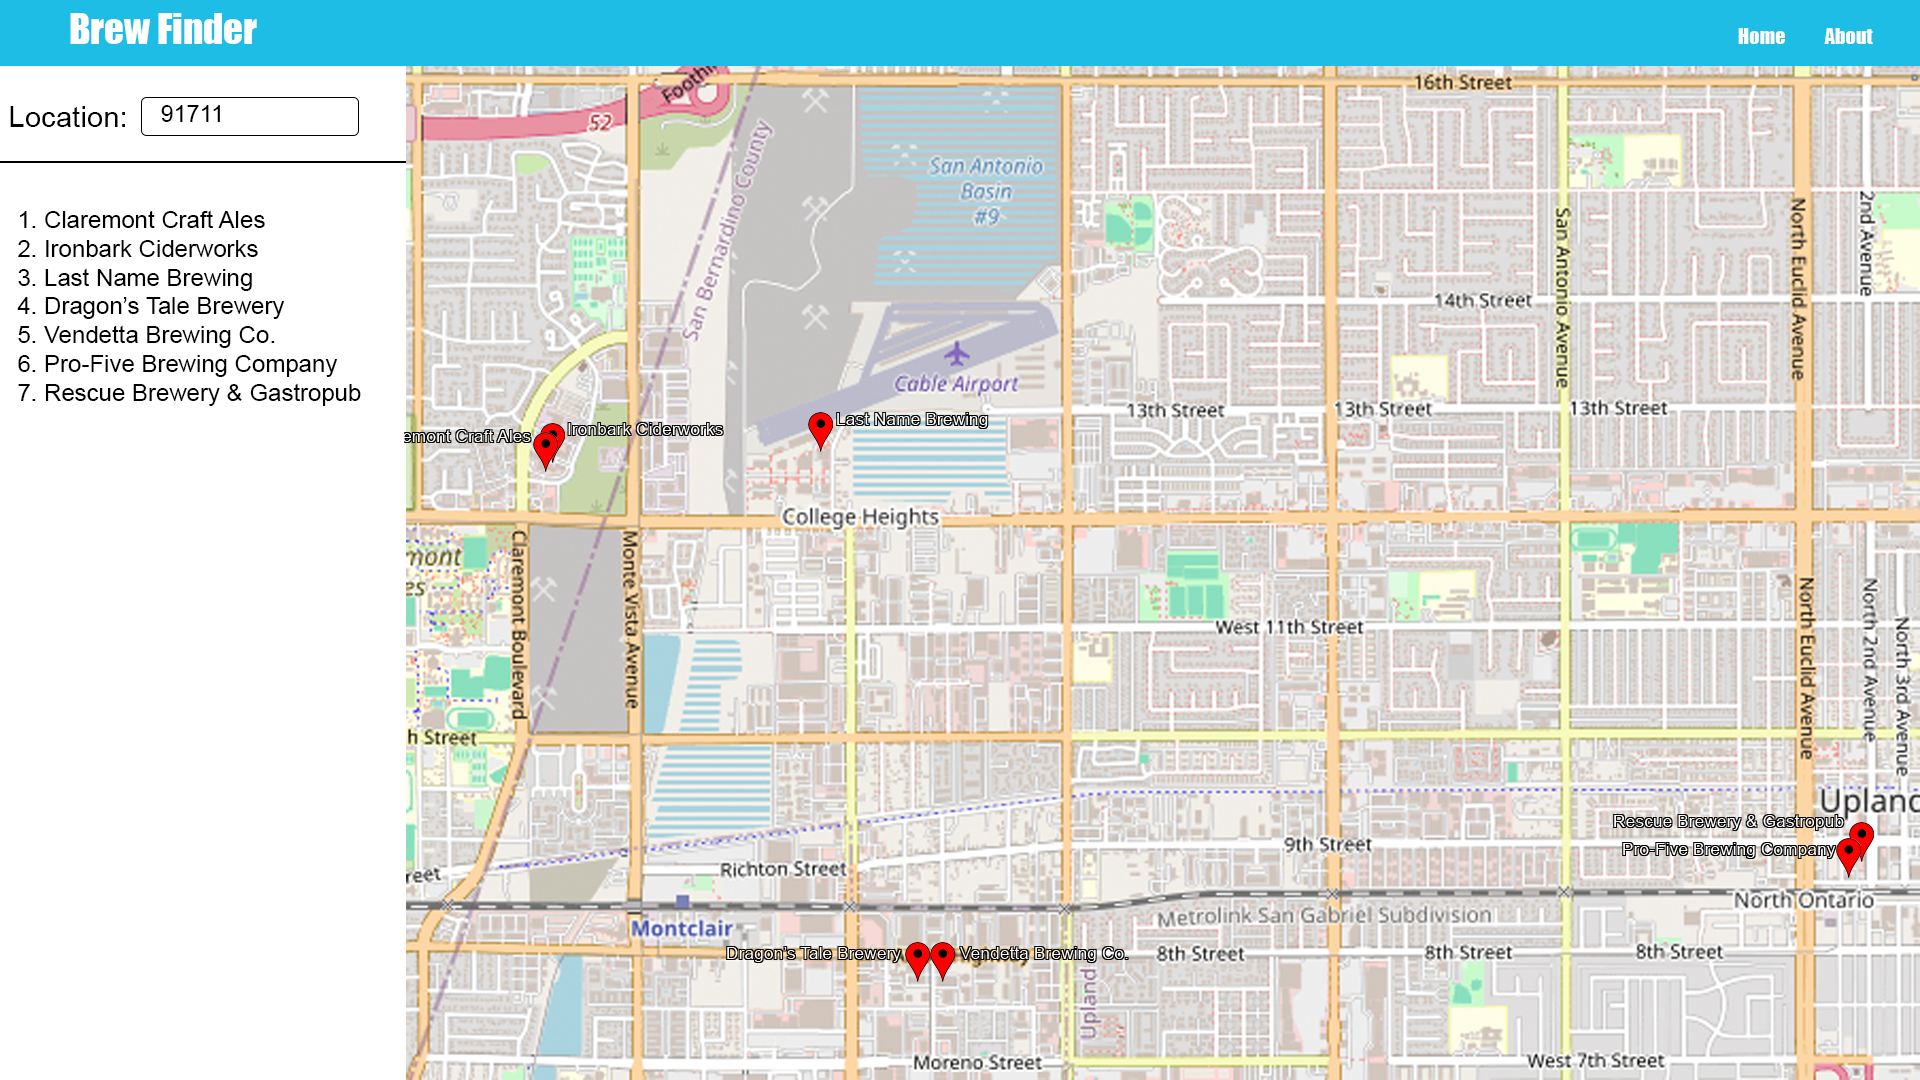 Brew Finder
Home
About
Location:
91711
1. Claremont Craft Ales
2. Ironbark Ciderworks
3. Last Name Brewing
4. Dragon’s Tale Brewery
5. Vendetta Brewing Co.
6. Pro-Five Brewing Company
7. Rescue Brewery & Gastropub
16th Street
52
San Antonio
Basin
#9
San Bernardino County
North Euclid Avenue
2nd Avenue
San Antonio Avenue
14th Street
Cable Airport
13th Street
13th Street
13th Street
Last Name Brewing
Ironbark Ciderworks
emont Craft Ales
College Heights
mont
es
Claremont Boulevard
Monte Vista Avenue
North Euclid Avenue
North 2nd Avenue
North 3rd Avenue
West 11th Street
h Street
Uplanc
Rescue Brewery & Gastropub
Pro-Five Brewing Company
9th Street
Richton Street
reet
North Ontario
Metrolink San Gabriel Subdivision
Montclair
Dragon's Tale Brewery
Vendetta Brewing Co.
8th Street
8th Street
8th Street
Upland
Moreno Street
West 7th Street